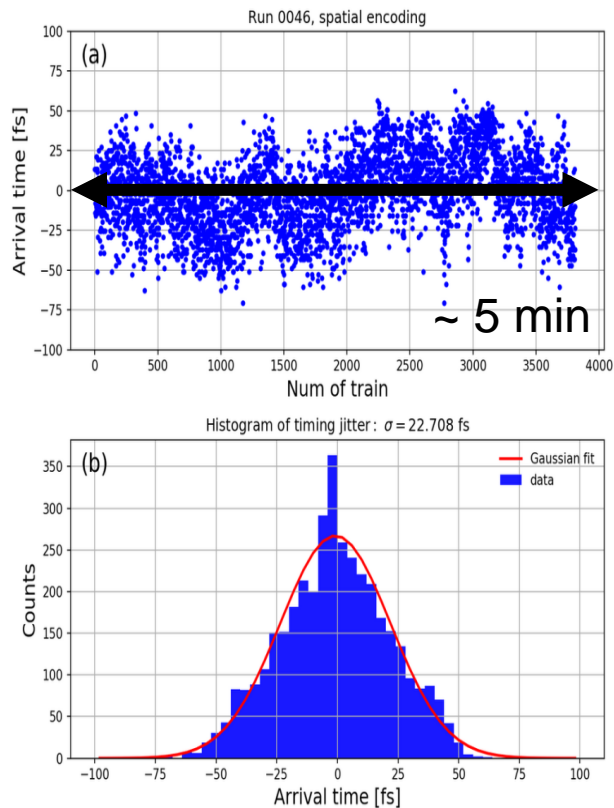 Run 0046, spatial encoding
(a)
Arrival time [fs]
100
75
50
25
0
−25
−50
−75
−100
~ 5 min
0 500 1000 1500 2000 2500 3000 3500 4000
Num of train
Histogram of timing jitter: σ = 22.708 fs
(b)
Gaussian fit
data
Counts
350
300
250
200
150
100
50
0
−100 −75 −50 −25 0 25 50 75 100
Arrival time [fs]